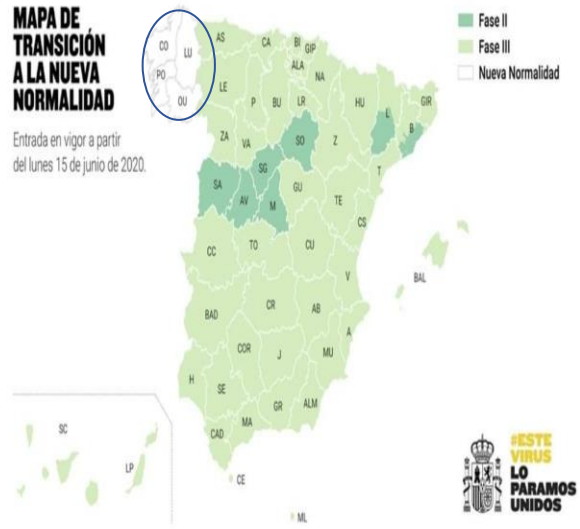 MAPA DE
TRANSICIÓN
A LA NUEVA
NORMALIDAD
Entrada en vigor a partir
del lunes 15 de junio de 2020.
Fase II
Fase III
Nueva Normalidad
CO
LU
PO
OU
AS
CA
BI
GIP
ALA
NA
LE
P
BU
LR
HU
L
GIR
B
ZA
VA
SO
Z
SG
T
SA
AV
M
GU
TE
CS
CC
TO
CU
V
BAL
BAD
CR
AB
A
COR
J
MU
H
SE
GR
ALM
CAD
MA
SC
LP
CE
ML
#ESTE
VIRUS
LO
PARAMOS
UNIDOS